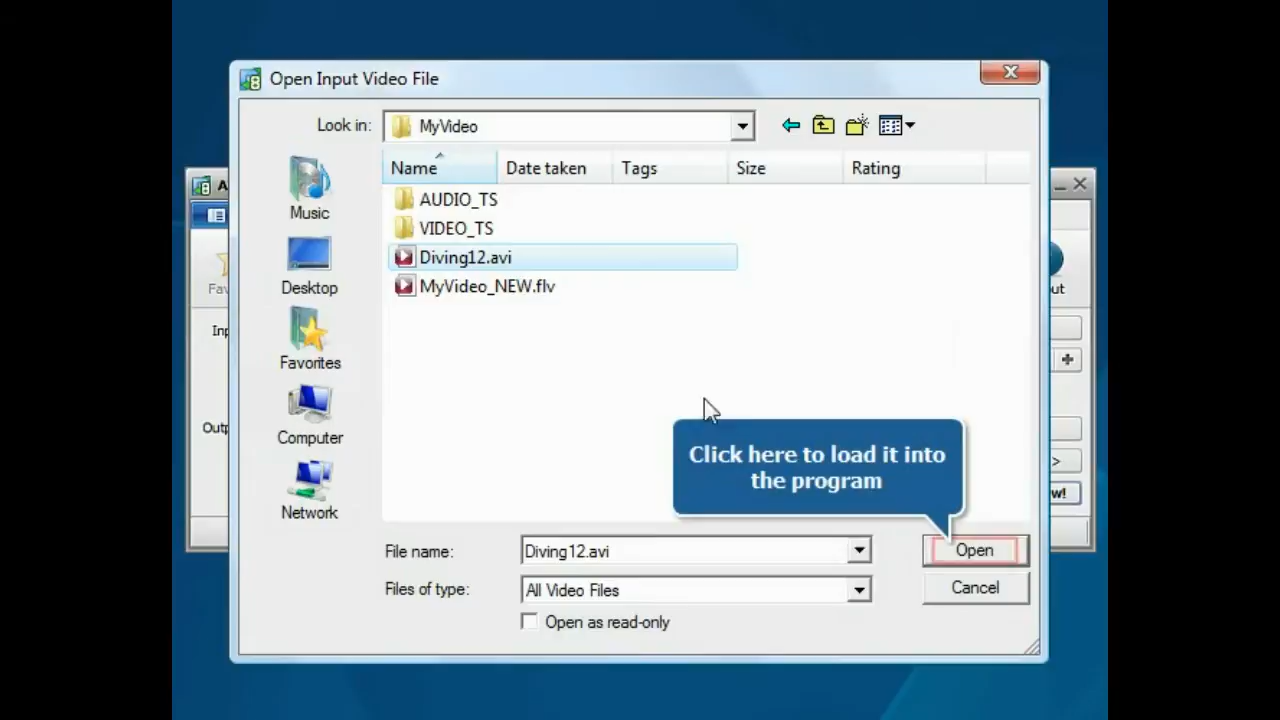 Open Input Video File
Look in: MyVideo
Name Date taken Tags Size Rating
AUDIO_TS
VIDEO_TS
Diving12.avi
MyVideo_NEW.flv
Music
Desktop
Favorites
Computer
Network
Click here to load it into
the program
File name: Diving12.avi Open
Files of type: All Video Files Cancel
Open as read-only